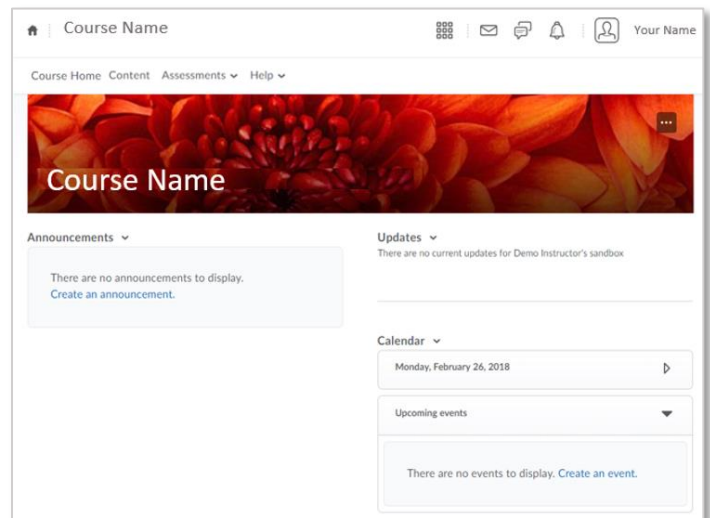 Course Name
Your Name
Course Home Content Assessments Help
Course Name
Announcements
There are no announcements to display.
Create an announcement.
Updates
There are no current updates for Demo Instructor's sandbox
Calendar
Monday, February 26, 2018
Upcoming events
There are no events to display. Create an event.